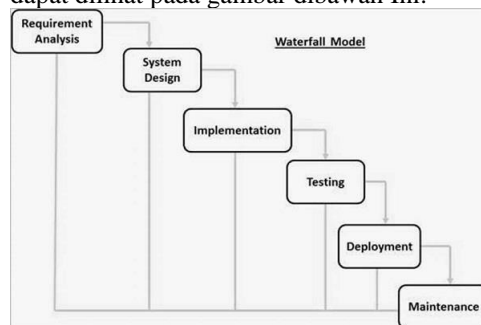 dapat dilihat pada gambar dibawah ini:
Requirement
Analysis
Waterfall Model
System
Design
Implementation
Testing
Deployment
Maintenance